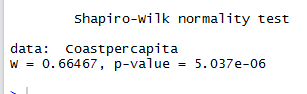 Shapiro-Wilk normality test
data:  Coastpercapita
W = 0.66467, p-value = 5.037e-06
>